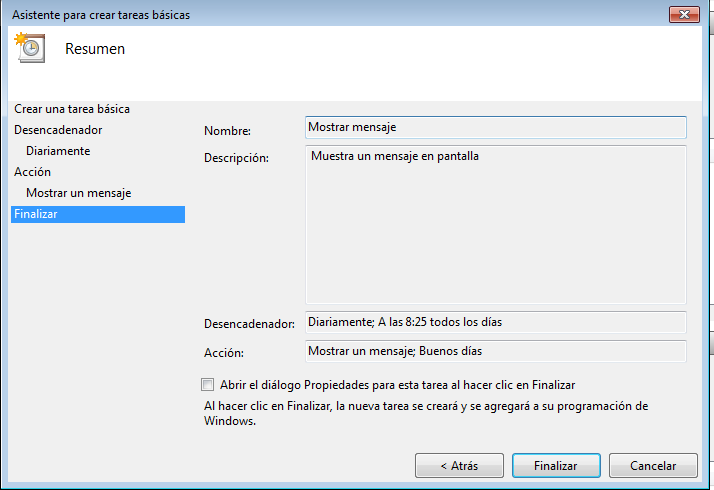 Asistente para crear tareas básicas
Resumen
Crear una tarea básica
Desencadenador
Diariamente
Acción
Mostrar un mensaje
Finalizar
Nombre: Mostrar mensaje
Descripción: Muestra un mensaje en pantalla
Desencadenador: Diariamente; A las 8:25 todos los días
Acción: Mostrar un mensaje; Buenos días
Abrir el diálogo Propiedades para esta tarea al hacer clic en Finalizar
Al hacer clic en Finalizar, la nueva tarea se creará y se agregará a su programación de
Windows.
< Atrás Finalizar Cancelar